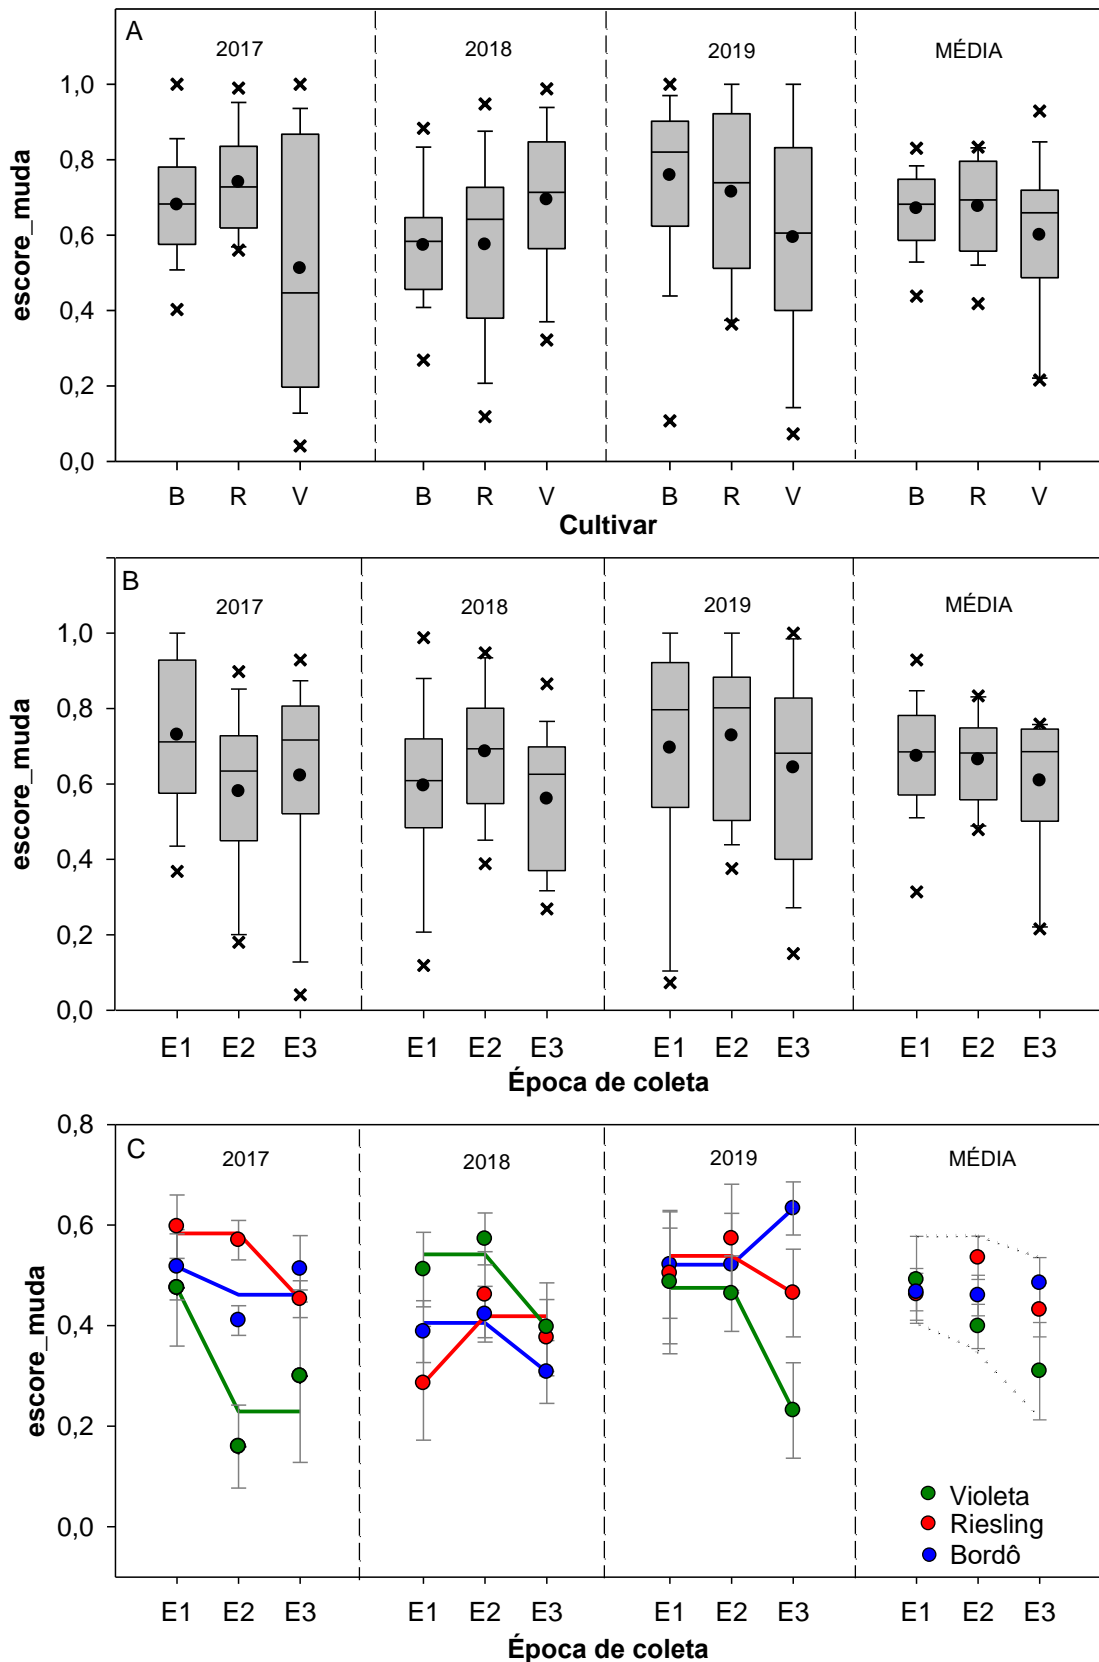 A
2017
2018
2019
MÉDIA
1,0
0,8
0,6
0,4
0,2
0,0
escore_muda
B R V B R V B R V B R V
Cultivar
B
2017
2018
2019
MÉDIA
1,0
0,8
0,6
0,4
0,2
0,0
escore_muda
E1 E2 E3 E1 E2 E3 E1 E2 E3 E1 E2 E3
Época de coleta
C
2017
2018
2019
MÉDIA
0,8
0,6
0,4
0,2
0,0
escore_muda
Violeta
Riesling
Bordô
E1 E2 E3 E1 E2 E3 E1 E2 E3 E1 E2 E3
Época de coleta